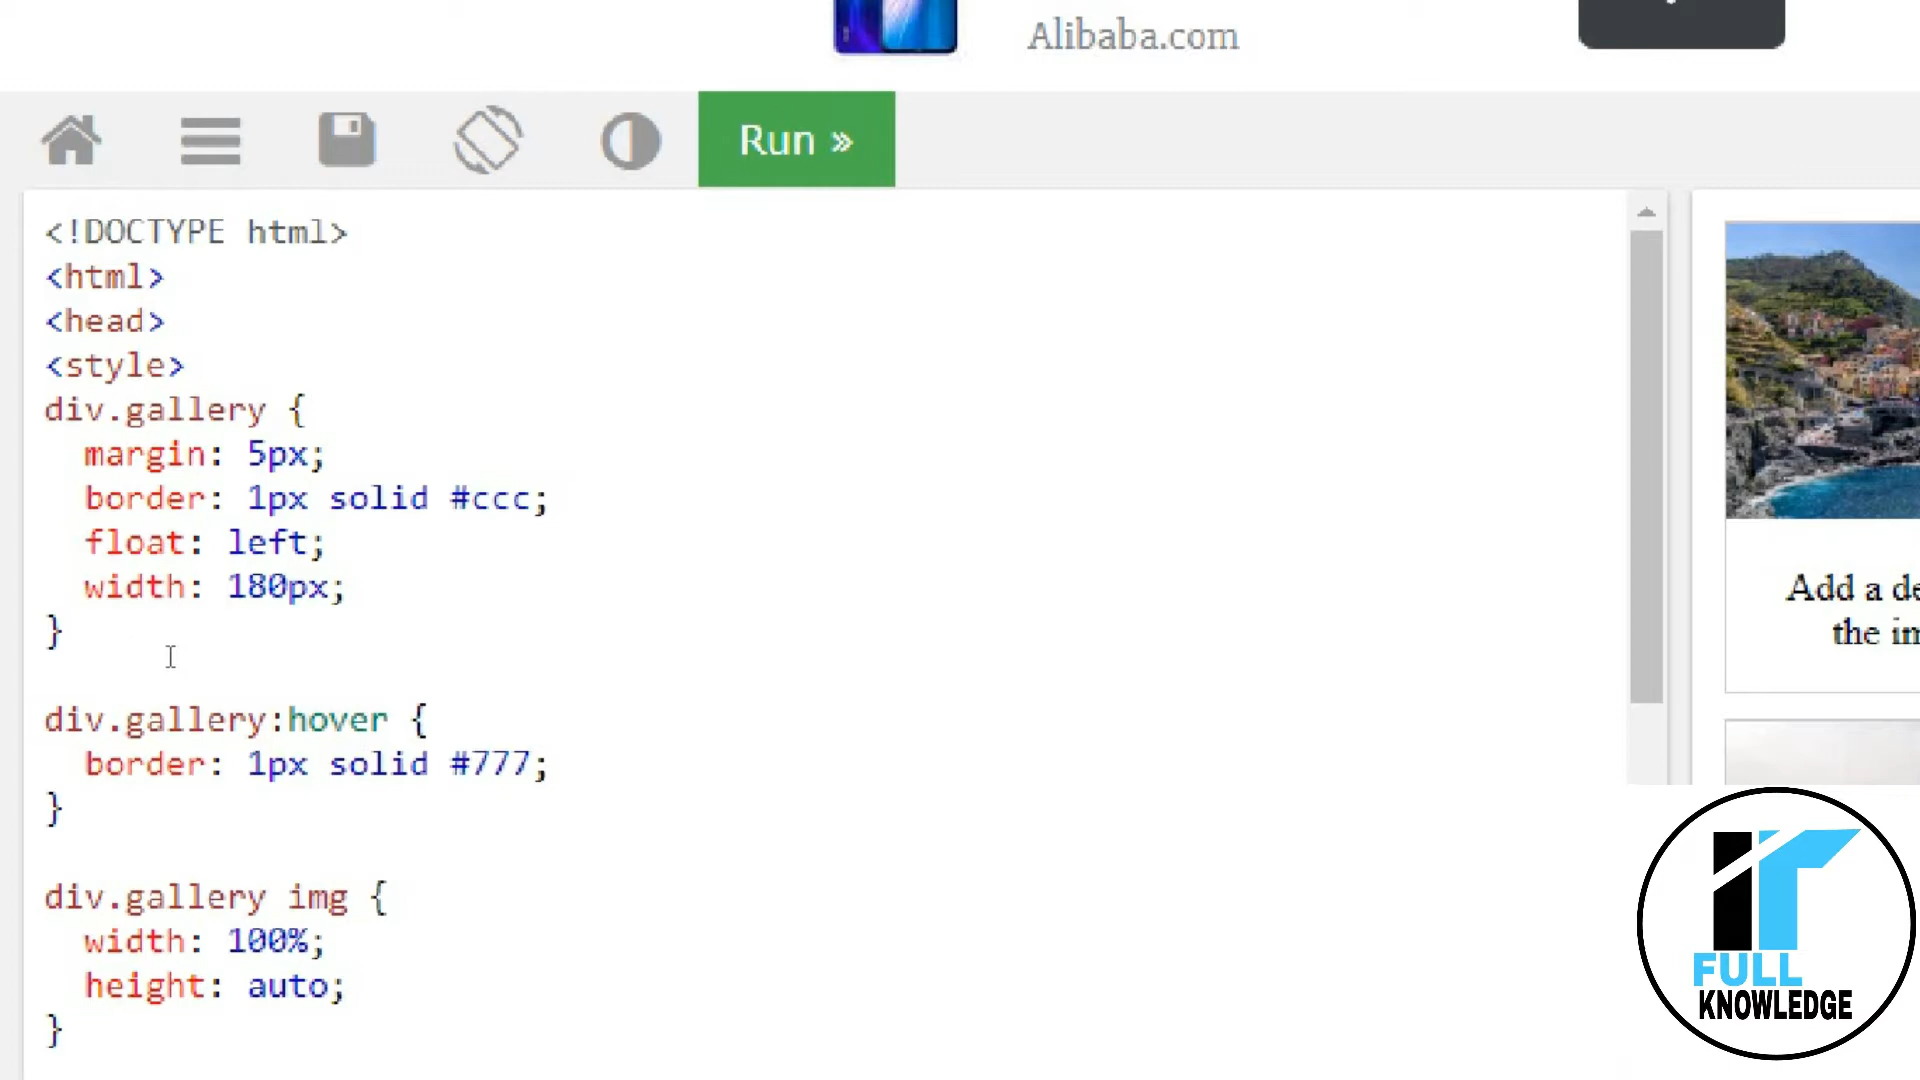 Alibaba.com
Run »
<!DOCTYPE html>
<html>
<head>
<style>
div.gallery {
  margin: 5px;
  border: 1px solid #ccc;
  float: left;
  width: 180px;
}
div.gallery:hover {
  border: 1px solid #777;
}
div.gallery img {
  width: 100%;
  height: auto;
}
Add a de
the im
IT
FULL
KNOWLEDGE